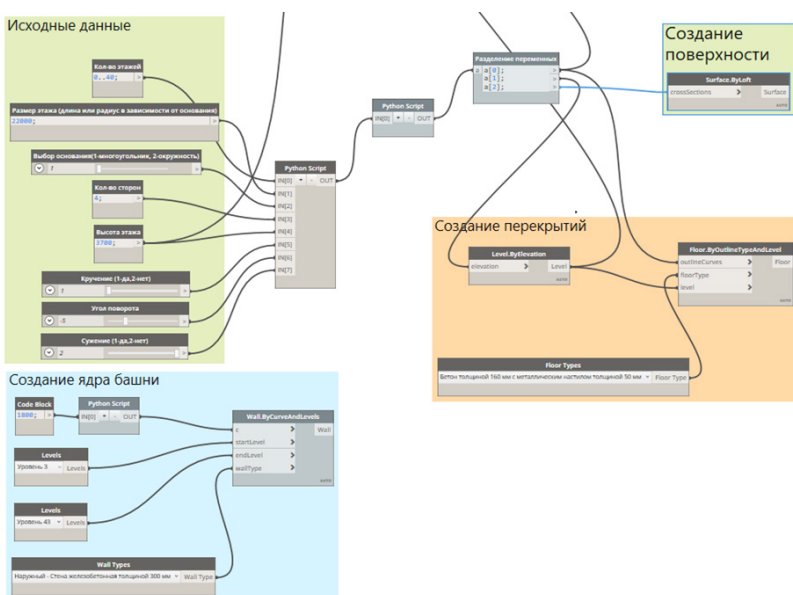 Исходные данные
Кол-во этажей
0..40; >
Размер этажа (длина или радиус в зависимости от основания)
22000; >
Выбор основания(1-многоугольник, 2-окружность)
1 >
Кол-во сторон
4; >
Высота этажа
3700; >
Кручение (1-да,2-нет)
1 >
Угол поворота
-5 >
Сужение (1-да,2-нет)
2 >
Python Script
IN[0] + - OUT
IN[1]
IN[2]
IN[3]
IN[4]
IN[5]
IN[6]
IN[7]
Python Script
IN[0] + - OUT
Разделение переменных
a a[0]; >
a[1]; >
a[2]; >
Создание
поверхности
Surface.ByLoft
crossSections > Surface
auto
Создание перекрытий
Level.ByElevation
elevation > Level
auto
Floor.ByOutlineTypeAndLevel
outlineCurves > Floor
floorType >
level >
auto
Floor Types
Бетон толщиной 160 мм с металлическим настилом толщиной 50 мм Floor Type
Создание ядра башни
Code Block
1800; >
Python Script
IN[0] + - OUT
Levels
Уровень 3 Levels
Levels
Уровень 43 Levels
Wall Types
Наружный - Стена железобетонная толщиной 300 мм Wall Type
Wall.ByCurveAndLevels
c > Wall
startLevel >
endLevel >
wallType >
auto